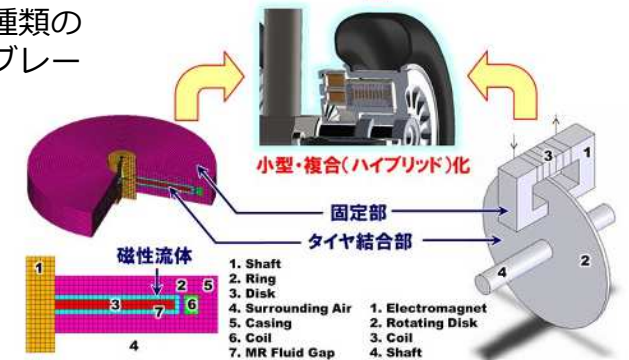 種類の
ブレー
小型・複合(ハイブリッド)化
固定部
タイヤ結合部
磁性流体
1. Shaft
2. Ring
3. Disk
4. Surrounding Air
5. Casing
6. Coil
7. MR Fluid Gap
1. Electromagnet
2. Rotating Disk
3. Coil
4. Shaft
1
2
5
3
6
7
4
3
1
2
4